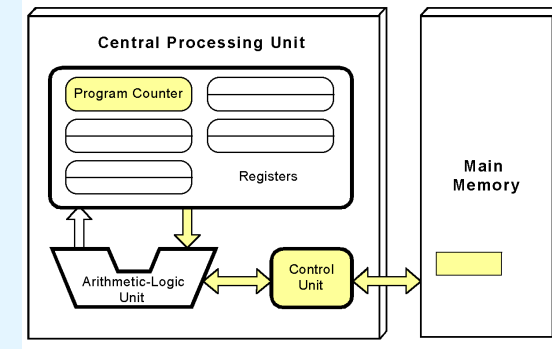 Central Processing Unit
Program Counter
Registers
Main
Memory
Arithmetic-Logic
Unit
Control
Unit